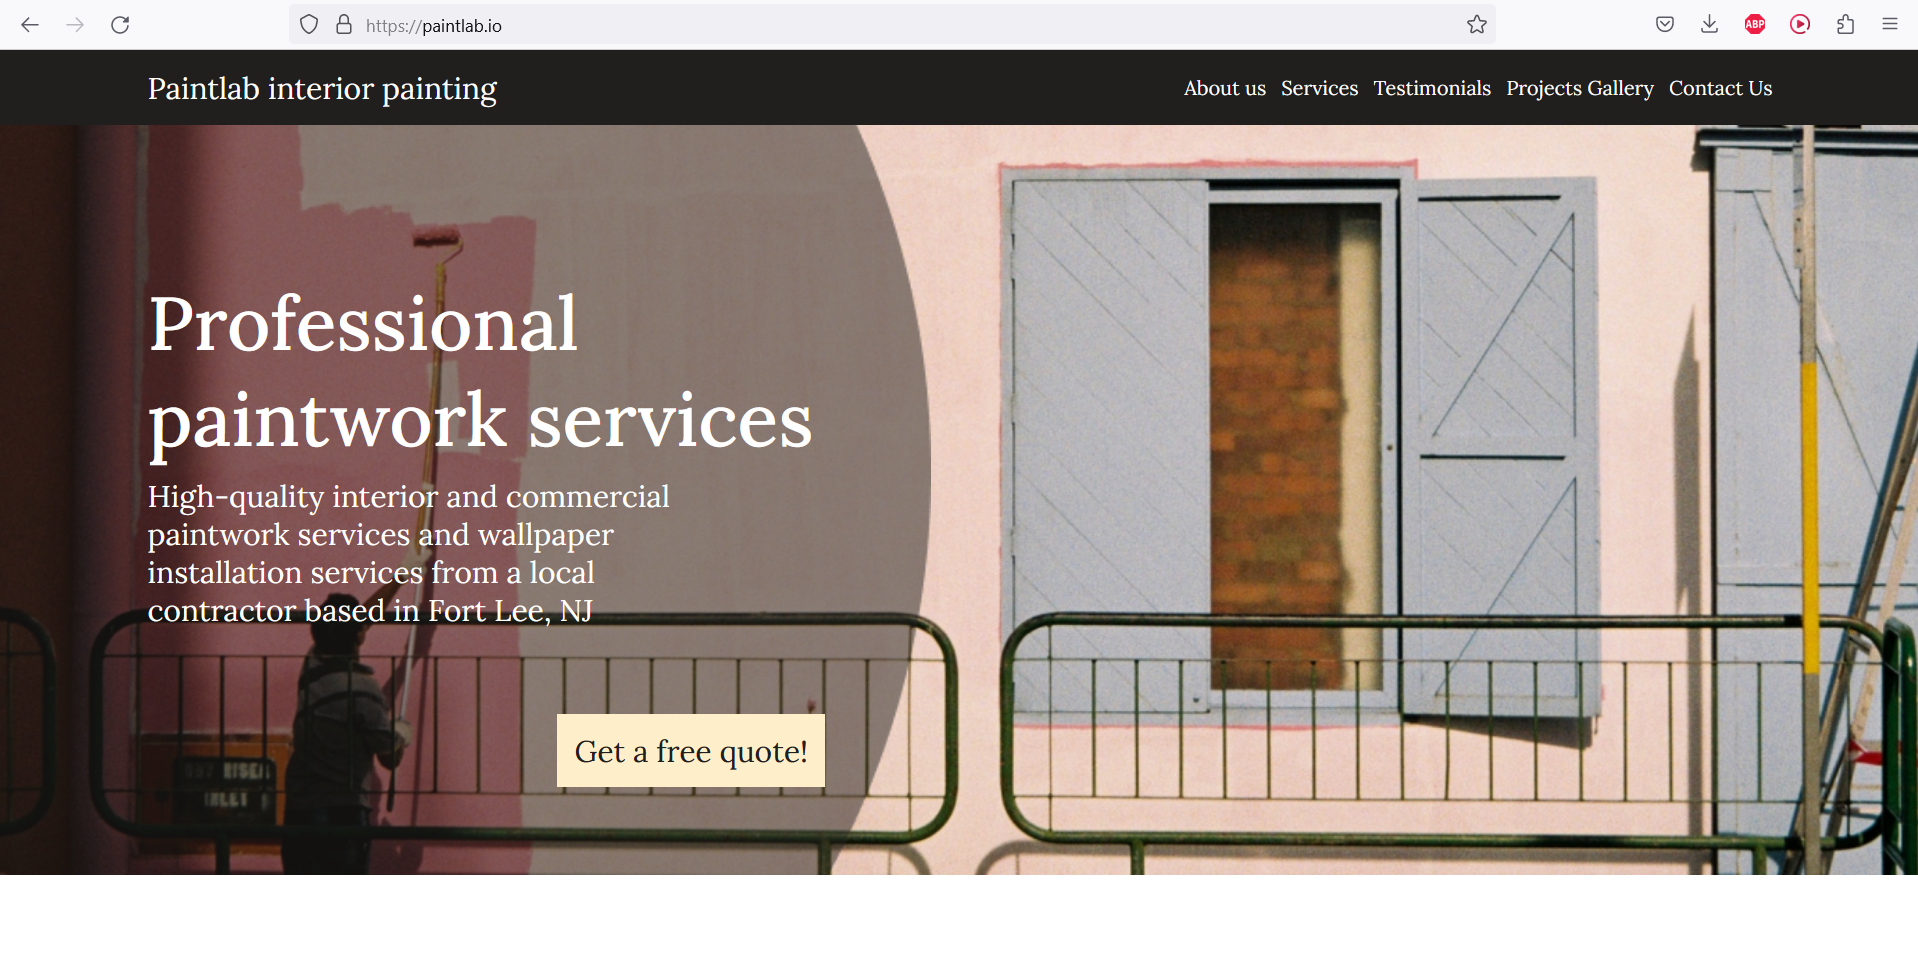 https://paintlab.io
ABP
Paintlab interior painting
About us Services Testimonials Projects Gallery Contact Us
Professional
paintwork services
High-quality interior and commercial
paintwork services and wallpaper
installation services from a local
contractor based in Fort Lee, NJ
Get a free quote!